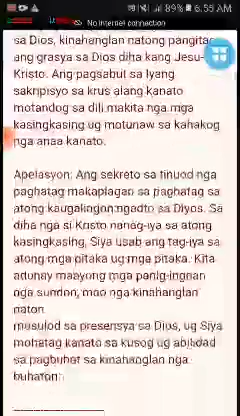 89% 6:55 AM
No Internet connection
sa Dios, kinahanglan natong pangitaon
ang grasya sa Dios diha kang Jesu-
Kristo. Ang pagsabut sa Iyang
sakripisyo sa krus alang kanato
motandog sa dili makita nga mga
kasingkasing ug motunaw sa kahakog
nga anaa kanato.
Apelasyon: Ang sekreto sa tinuod nga
paghatag makaplagan sa paghatag sa
atong kaugalingon ngadto sa Diyos. Sa
diha nga si Kristo nanag-iya sa atong
kasingkasing, Siya usab ang tag-iya sa
atong mga pitaka ug mga pitaka. Kita
adunay maayong mga panig-ingnan
nga sundon, mao nga kinahanglan
naton
musulod sa presensya sa Dios, ug Siya
mohatag kanato sa kusog ug abilidad
sa pagbuhat sa kinahanglan nga
buhaton.